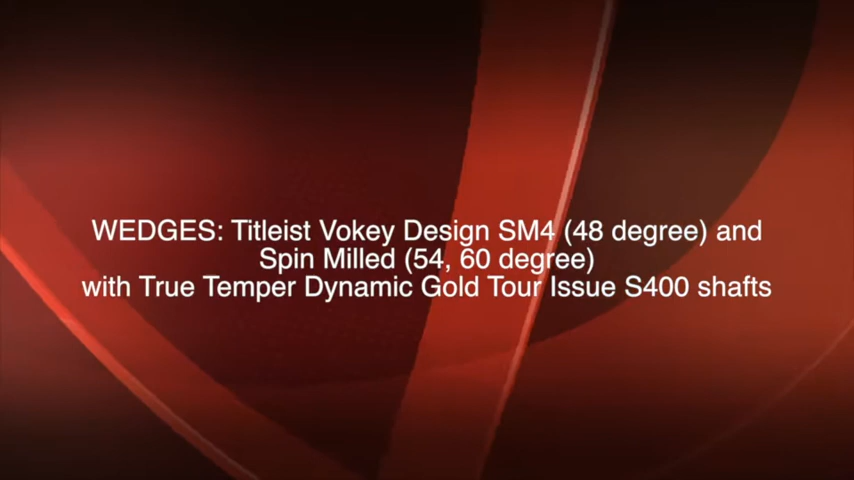 WEDGES: Titleist Vokey Design SM4 (48 degree) and
Spin Milled (54, 60 degree)
with True Temper Dynamic Gold Tour Issue S400 shafts